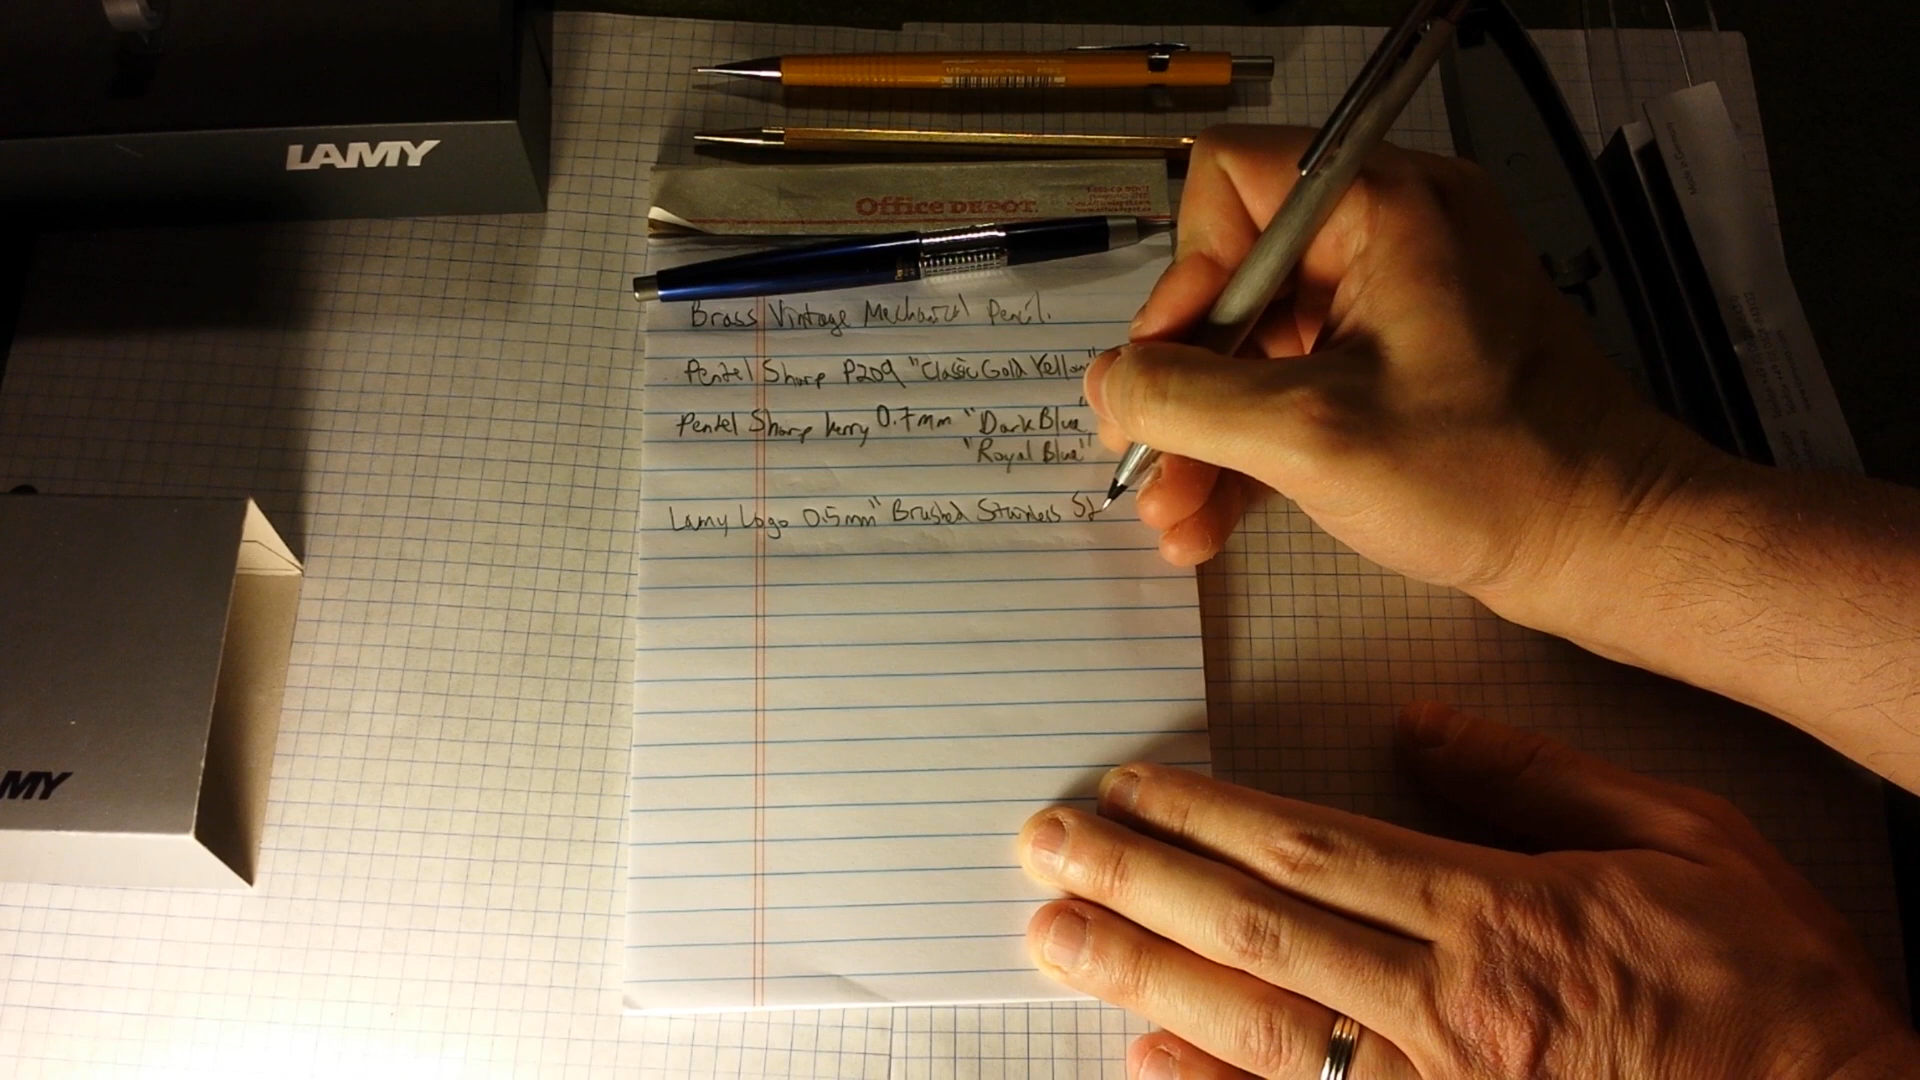 LAMY
Office DEPOT.
Brass Vintage Mechanical Pencil.
Pentel Sharp P209 "Classic Gold Yellow"
Pentel Sharp kerry 0.7mm "Dark Blue"
"Royal Blue"
Lamy Logo 0.5mm" Brushed Stainless St
MY